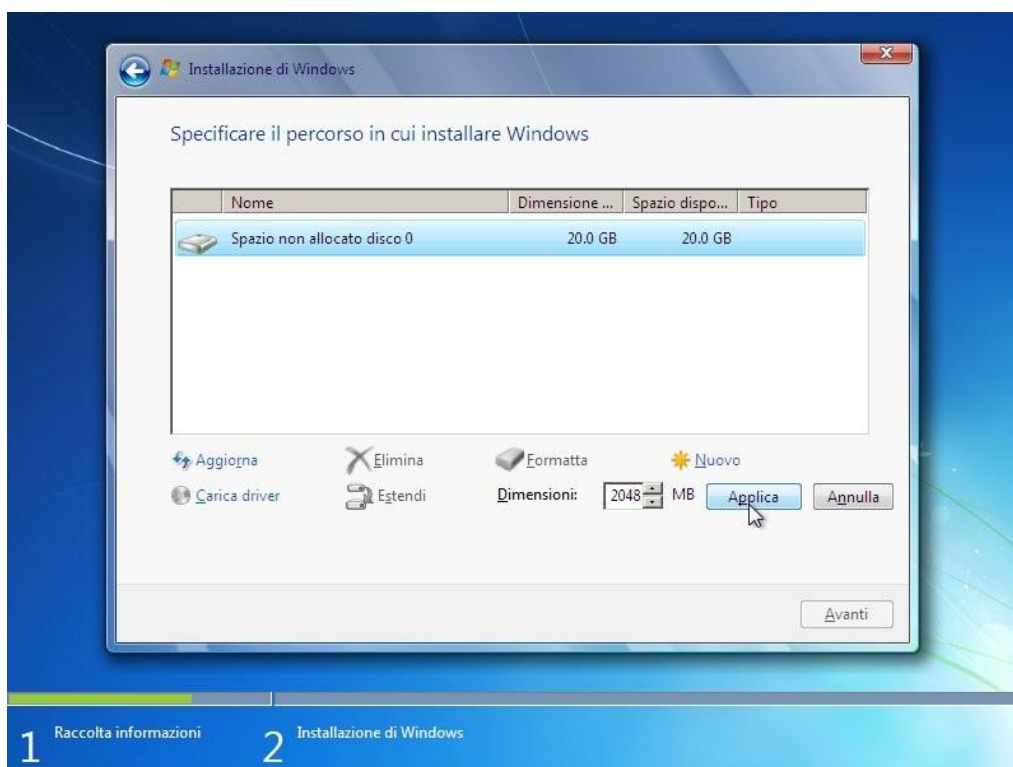 Installazione di Windows
Specificare il percorso in cui installare Windows
Nome Dimensione ... Spazio dispo... Tipo
Spazio non allocato disco 0 20.0 GB 20.0 GB
Aggiorna Elimina Formatta Nuovo
Carica driver Estendi Dimensioni: 2048 MB Applica Annulla
Avanti
1 Raccolta informazioni 2 Installazione di Windows